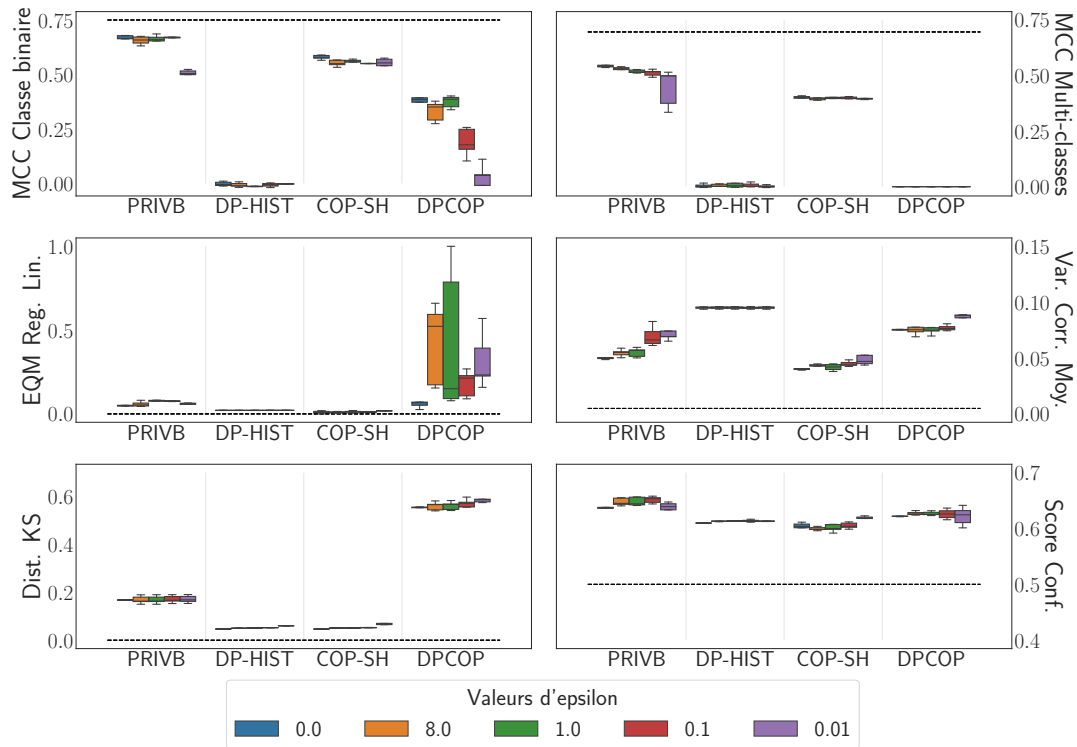 MCC Classe binaire
0.75
0.50
0.25
0.00
PRIVB DP-HIST COP-SH DPCOP
MCC Multi-classes
0.75
0.50
0.25
0.00
PRIVB DP-HIST COP-SH DPCOP
EQM Reg. Lin.
1.0
0.5
0.0
PRIVB DP-HIST COP-SH DPCOP
Var. Corr. Moy.
0.15
0.10
0.05
0.00
PRIVB DP-HIST COP-SH DPCOP
Dist. KS
0.6
0.4
0.2
0.0
PRIVB DP-HIST COP-SH DPCOP
Score Conf.
0.7
0.6
0.5
0.4
PRIVB DP-HIST COP-SH DPCOP
Valeurs d'epsilon
0.0 8.0 1.0 0.1 0.01